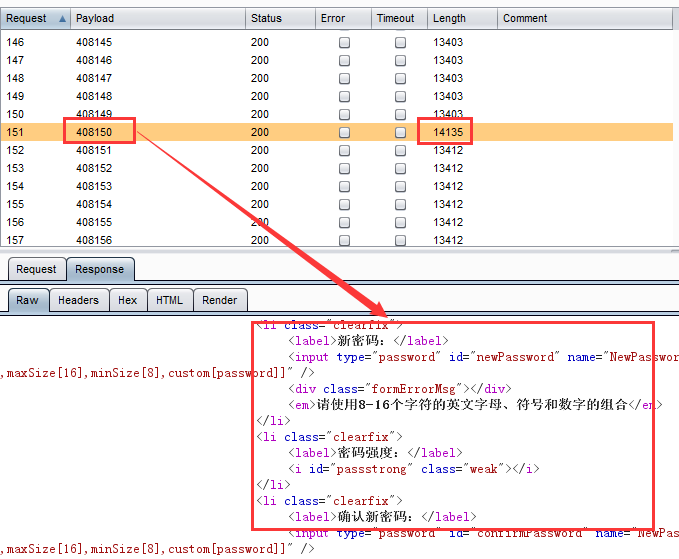 Request Payload Status Error Timeout Length Comment
146 408145 200 13403
147 408146 200 13403
148 408147 200 13403
149 408148 200 13403
150 408149 200 13403
151 408150 200 14135
152 408151 200 13412
153 408152 200 13412
154 408153 200 13412
155 408154 200 13412
156 408155 200 13412
157 408156 200 13412
Request Response
Raw Headers Hex HTML Render
<li class="clearfix">
<label>新密码：</label>
<input type="password" id="newPassword" name="NewPasswor
,maxSize[16],minSize[8],custom[password]]" />
<div class="formErrorMsg"></div>
<em>请使用8-16个字符的英文字母、符号和数字的组合</em>
</li>
<li class="clearfix">
<label>密码强度：</label>
<i id="passstrong" class="weak"></i>
</li>
<li class="clearfix">
<label>确认新密码：</label>
<input type="password" id="confirmPassword" name="NewPas
axSize[16],minSize[8],custom[password]]" />